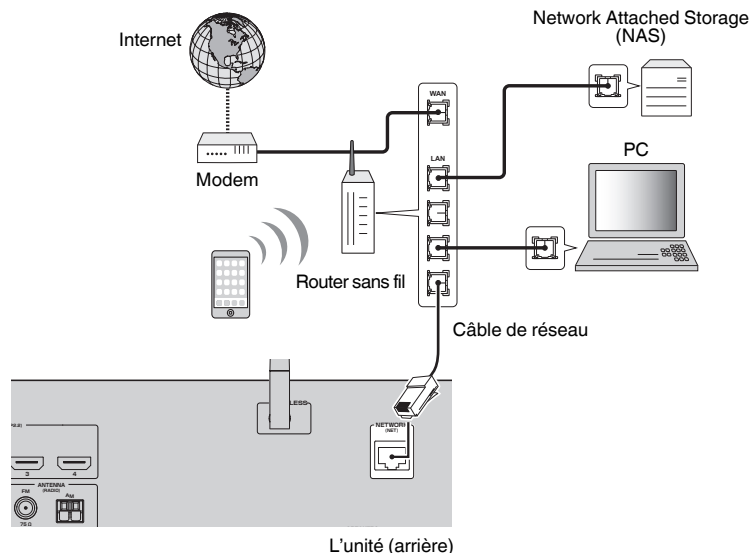 Network Attached Storage
(NAS)
Internet
WAN
LAN
PC
Modem
Router sans fil
Câble de réseau
NETWORK
(NET)
3
4
ANTENNA
(RADIO)
FM
AM
L'unité (arrière)